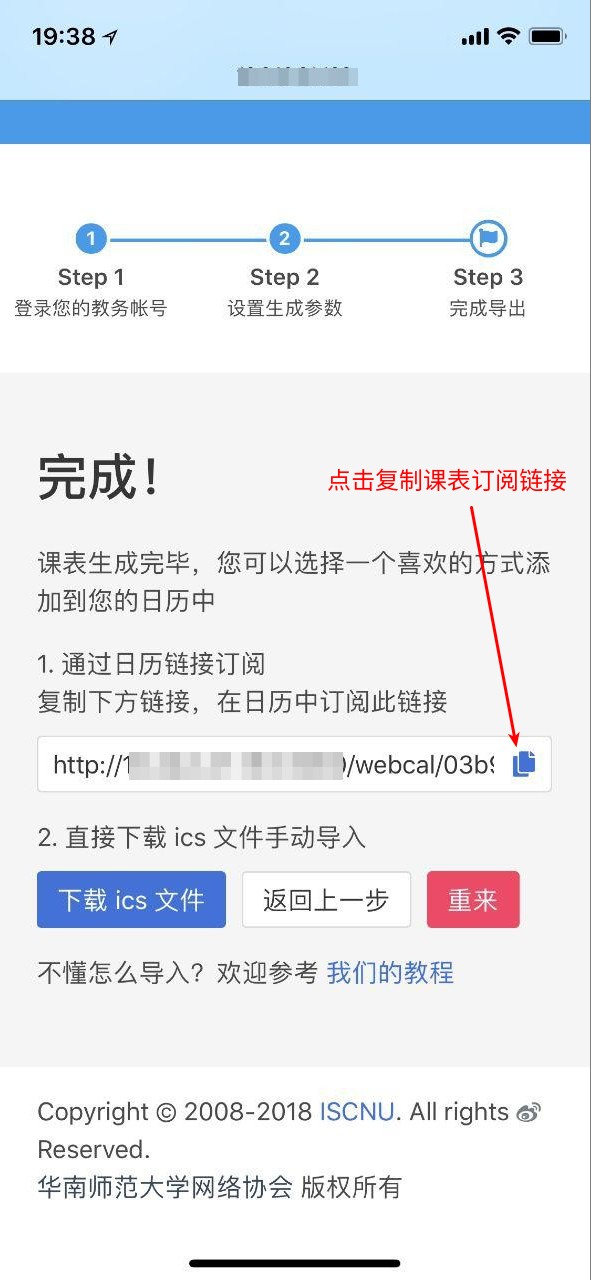 19:38
1
2
Step 1
Step 2
Step 3
登录您的教务帐号
设置生成参数
完成导出
完成！
点击复制课表订阅链接
课表生成完毕，您可以选择一个喜欢的方式添
加到您的日历中
1. 通过日历链接订阅
复制下方链接，在日历中订阅此链接
http://1 0/webcal/03b9
2. 直接下载 ics 文件手动导入
下载 ics 文件
返回上一步
重来
不懂怎么导入？欢迎参考 我们的教程
Copyright © 2008-2018 ISCNU. All rights
Reserved.
华南师范大学网络协会 版权所有